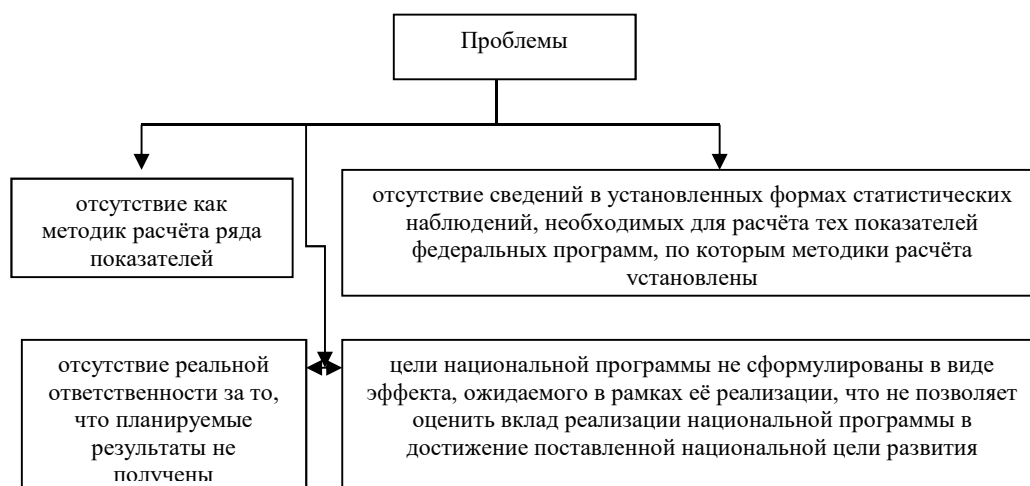 Проблемы
отсутствие как
методик расчёта ряда
показателей
отсутствие сведений в установленных формах статистических
наблюдений, необходимых для расчёта тех показателей
федеральных программ, по которым методики расчёта
установлены
отсутствие реальной
ответственности за то,
что планируемые
результаты не
получены
цели национальной программы не сформулированы в виде
эффекта, ожидаемого в рамках её реализации, что не позволяет
оценить вклад реализации национальной программы в
достижение поставленной национальной цели развития